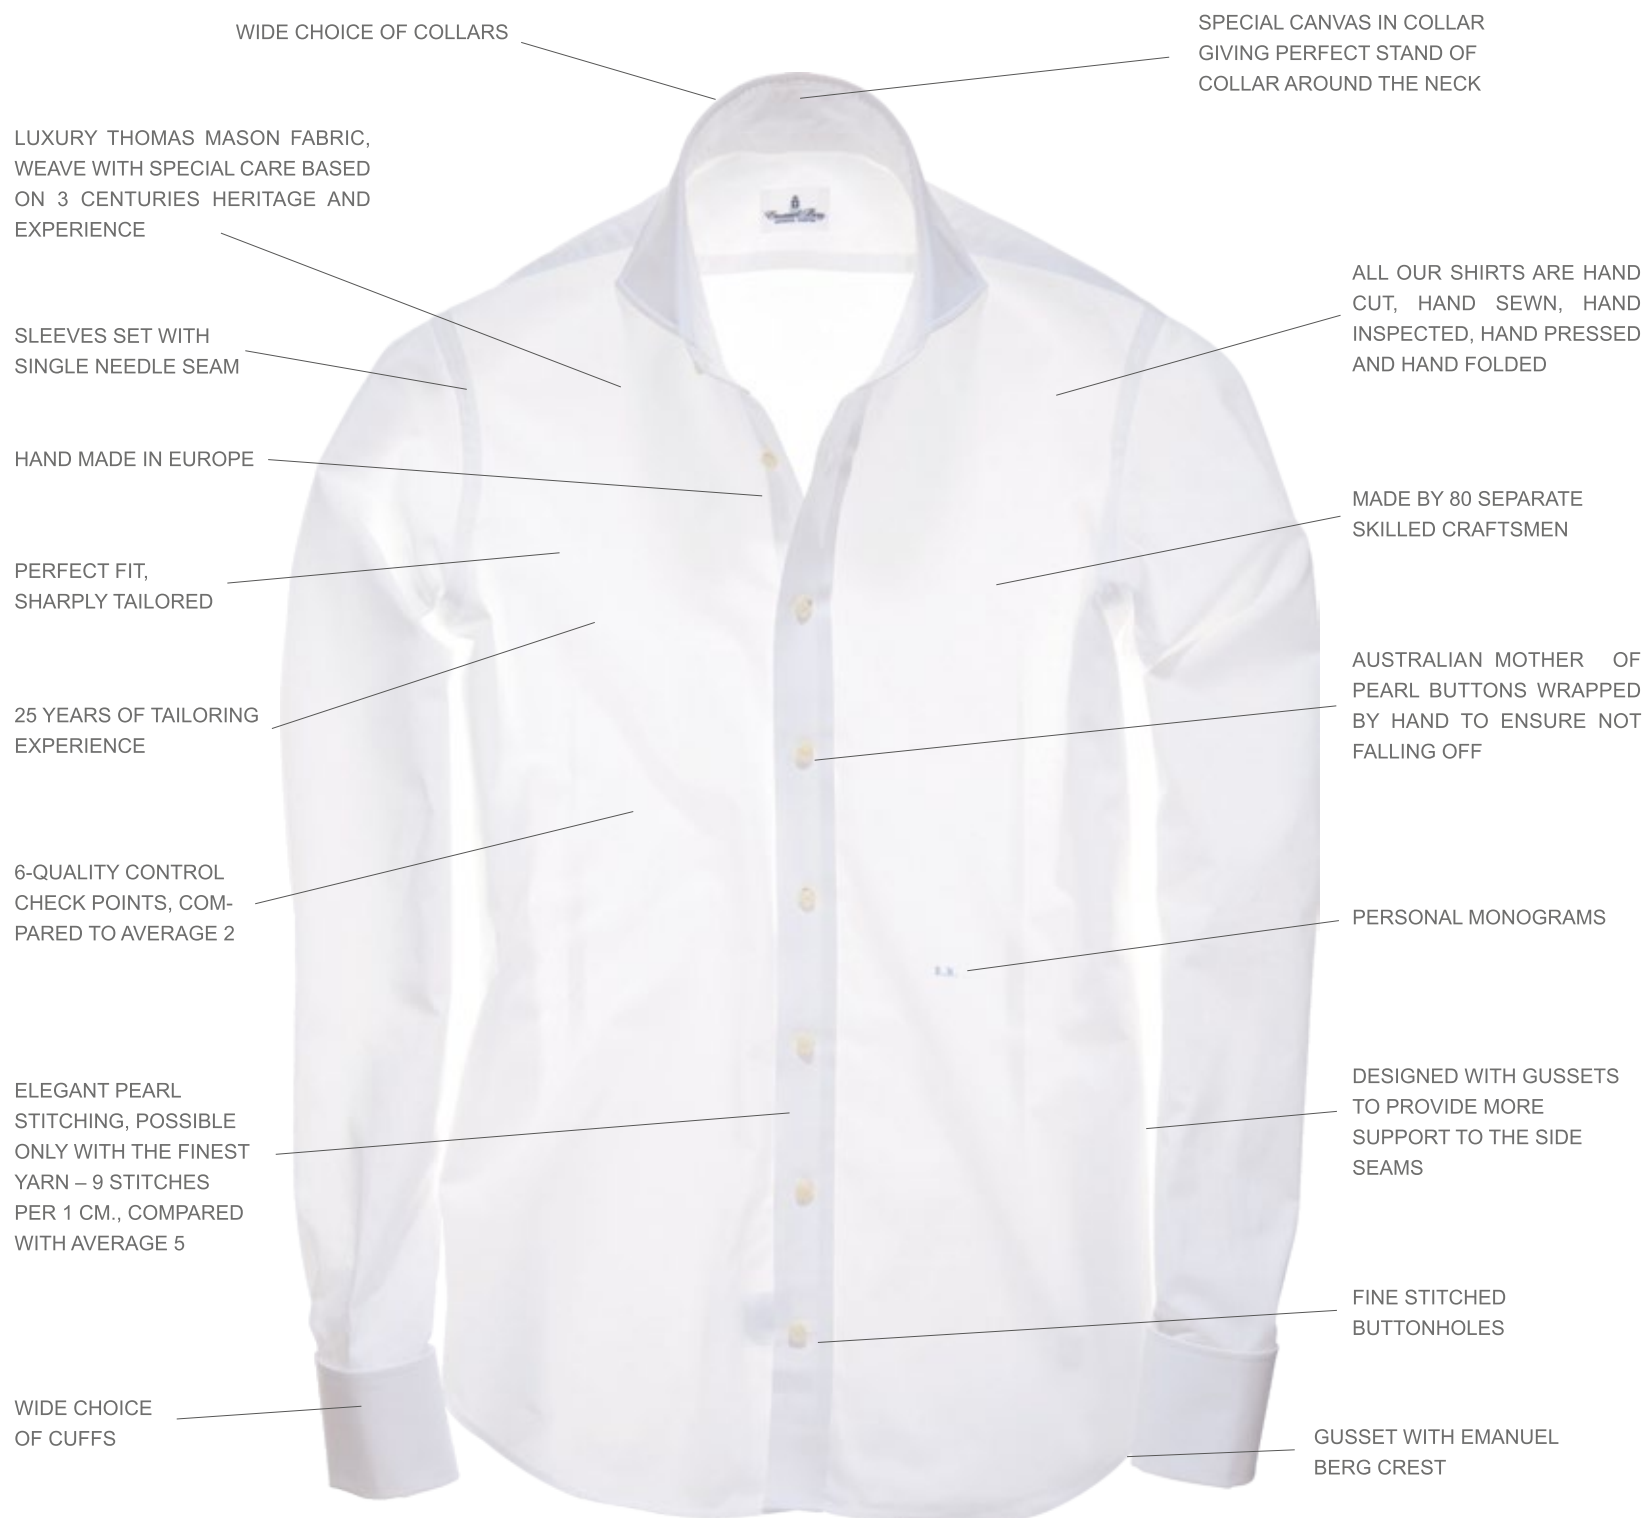 WIDE CHOICE OF COLLARS
SPECIAL CANVAS IN COLLAR
GIVING PERFECT STAND OF
COLLAR AROUND THE NECK
LUXURY THOMAS MASON FABRIC,
WEAVE WITH SPECIAL CARE BASED
ON 3 CENTURIES HERITAGE AND
EXPERIENCE
ALL OUR SHIRTS ARE HAND
CUT, HAND SEWN, HAND
INSPECTED, HAND PRESSED
AND HAND FOLDED
SLEEVES SET WITH
SINGLE NEEDLE SEAM
HAND MADE IN EUROPE
MADE BY 80 SEPARATE
SKILLED CRAFTSMEN
PERFECT FIT,
SHARPLY TAILORED
AUSTRALIAN MOTHER OF
PEARL BUTTONS WRAPPED
BY HAND TO ENSURE NOT
FALLING OFF
25 YEARS OF TAILORING
EXPERIENCE
6-QUALITY CONTROL
CHECK POINTS, COM-
PARED TO AVERAGE 2
PERSONAL MONOGRAMS
ELEGANT PEARL
STITCHING, POSSIBLE
ONLY WITH THE FINEST
YARN – 9 STITCHES
PER 1 CM., COMPARED
WITH AVERAGE 5
DESIGNED WITH GUSSETS
TO PROVIDE MORE
SUPPORT TO THE SIDE
SEAMS
FINE STITCHED
BUTTONHOLES
WIDE CHOICE
OF CUFFS
GUSSET WITH EMANUEL
BERG CREST